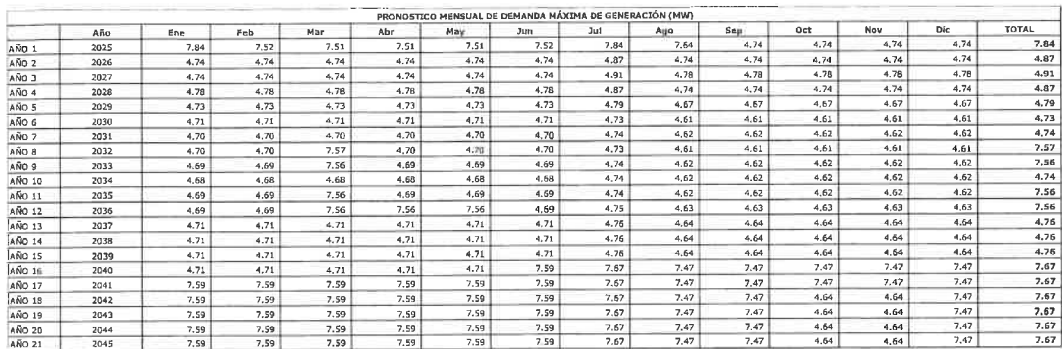 PRONOSTICO MENSUAL DE DEMANDA MÁXIMA DE GENERACIÓN (MW)
Año Ene Feb Mar Abr May Jun Jul Ago Sep Oct Nov Dic TOTAL
AÑO 1 2025 7.84 7.52 7.51 7.51 7.51 7.52 7.84 7.64 4.74 4.74 4.74 4.74 7.84
AÑO 2 2026 4.74 4.74 4.74 4.74 4.74 4.74 4.87 4.74 4.74 4.74 4.74 4.74 4.87
AÑO 3 2027 4.74 4.74 4.74 4.74 4.74 4.74 4.91 4.78 4.78 4.78 4.78 4.78 4.91
AÑO 4 2028 4.78 4.78 4.78 4.78 4.78 4.78 4.87 4.74 4.74 4.74 4.74 4.74 4.87
AÑO 5 2029 4.73 4.73 4.73 4.73 4.73 4.73 4.79 4.67 4.67 4.67 4.67 4.67 4.79
AÑO 6 2030 4.71 4.71 4.71 4.71 4.71 4.71 4.73 4.61 4.61 4.61 4.61 4.61 4.73
AÑO 7 2031 4.70 4.70 4.70 4.70 4.70 4.70 4.74 4.62 4.62 4.62 4.62 4.62 4.74
AÑO 8 2032 4.70 4.70 7.57 4.70 4.70 4.70 4.73 4.61 4.61 4.61 4.61 4.61 7.57
AÑO 9 2033 4.69 4.69 7.56 4.69 4.69 4.69 4.74 4.62 4.62 4.62 4.62 4.62 7.56
AÑO 10 2034 4.68 4.68 4.68 4.68 4.68 4.68 4.74 4.62 4.62 4.62 4.62 4.62 4.74
AÑO 11 2035 4.69 4.69 7.56 4.69 4.69 4.69 4.74 4.62 4.62 4.62 4.62 4.62 7.56
AÑO 12 2036 4.69 4.69 7.56 7.56 7.56 4.69 4.75 4.63 4.63 4.63 4.63 4.63 7.56
AÑO 13 2037 4.71 4.71 4.71 4.71 4.71 4.71 4.76 4.64 4.64 4.64 4.64 4.64 4.76
AÑO 14 2038 4.71 4.71 4.71 4.71 4.71 4.71 4.76 4.64 4.64 4.64 4.64 4.64 4.76
AÑO 15 2039 4.71 4.71 4.71 4.71 4.71 4.71 4.76 4.64 4.64 4.64 4.64 4.64 4.76
AÑO 16 2040 4.71 4.71 4.71 4.71 4.71 7.59 7.67 7.47 7.47 7.47 7.47 7.47 7.67
AÑO 17 2041 7.59 7.59 7.59 7.59 7.59 7.59 7.67 7.47 7.47 7.47 7.47 7.47 7.67
AÑO 18 2042 7.59 7.59 7.59 7.59 7.59 7.59 7.67 7.47 7.47 4.64 4.64 7.47 7.67
AÑO 19 2043 7.59 7.59 7.59 7.59 7.59 7.59 7.67 7.47 7.47 4.64 4.64 7.47 7.67
AÑO 20 2044 7.59 7.59 7.59 7.59 7.59 7.59 7.67 7.47 7.47 4.64 4.64 7.47 7.67
AÑO 21 2045 7.59 7.59 7.59 7.59 7.59 7.59 7.67 7.47 7.47 4.64 4.64 7.47 7.67